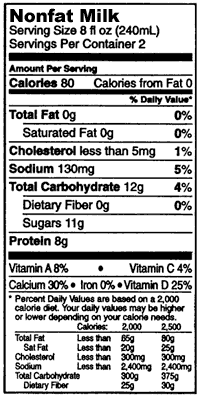 Nonfat Milk
Serving Size 8 fl oz (240mL)
Servings Per Container 2
Amount Per Serving
Calories 80 Calories from Fat 0
% Daily Value*
Total Fat 0g 0%
Saturated Fat 0g 0%
Cholesterol less than 5mg 1%
Sodium 130mg 5%
Total Carbohydrate 12g 4%
Dietary Fiber 0g 0%
Sugars 11g
Protein 8g
Vitamin A 8% • Vitamin C 4%
Calcium 30% • Iron 0% • Vitamin D 25%
* Percent Daily Values are based on a 2,000
calorie diet. Your daily values may be higher
or lower depending on your calorie needs.
Calories: 2,000 2,500
Total Fat Less than 65g 80g
Sat Fat Less than 20g 25g
Cholesterol Less than 300mg 300mg
Sodium Less than 2,400mg 2,400mg
Total Carbohydrate 300g 375g
Dietary Fiber 25g 30g